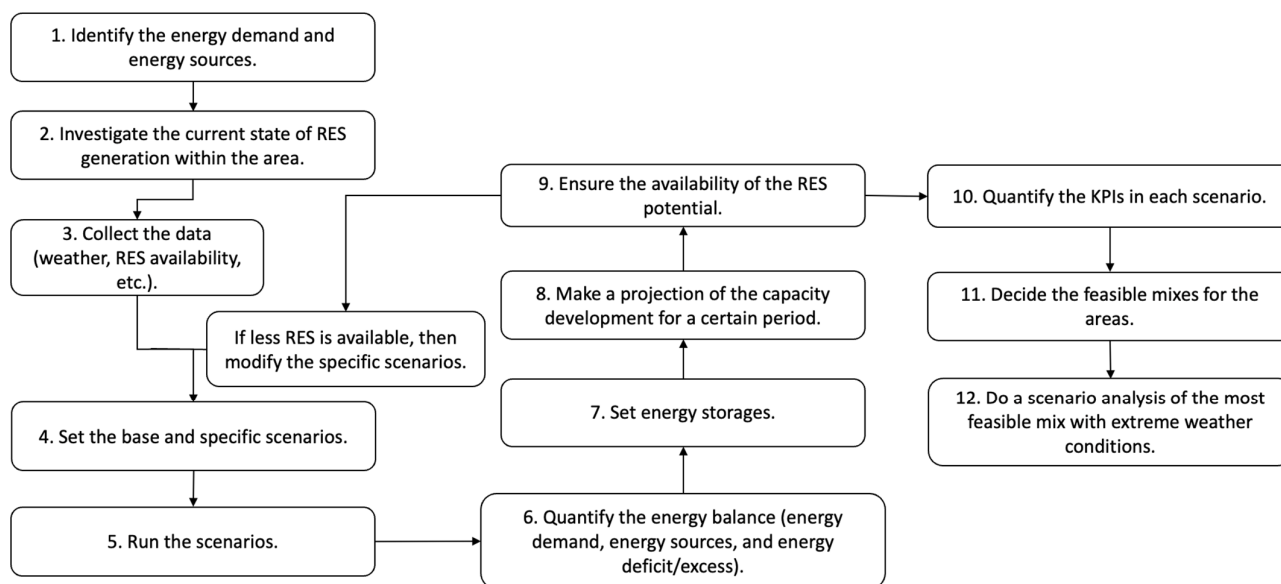 1. Identify the energy demand and
energy sources.
2. Investigate the current state of RES
generation within the area.
3. Collect the data
(weather, RES availability,
etc.).
If less RES is available, then
modify the specific scenarios.
4. Set the base and specific scenarios.
5. Run the scenarios.
6. Quantify the energy balance (energy
demand, energy sources, and energy
deficit/excess).
7. Set energy storages.
8. Make a projection of the capacity
development for a certain period.
9. Ensure the availability of the RES
potential.
10. Quantify the KPIs in each scenario.
11. Decide the feasible mixes for the
areas.
12. Do a scenario analysis of the most
feasible mix with extreme weather
conditions.